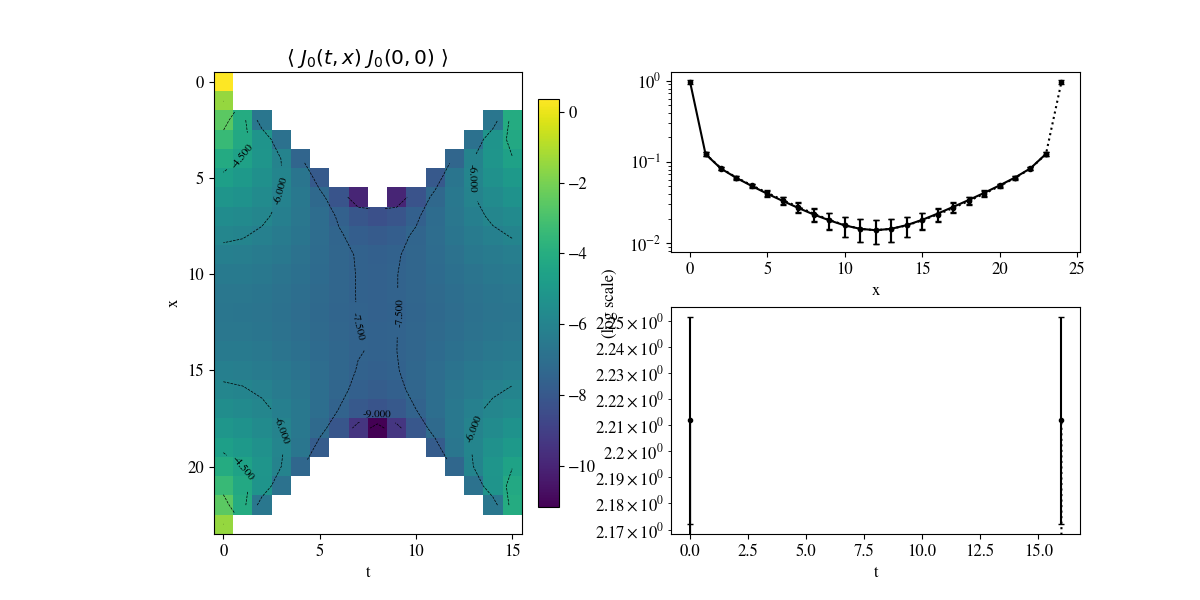 ⟨ J₀(t, x) J₀(0, 0) ⟩
0
5
10
15
20
x
0
5
10
15
t
-4.500
-6.000
-6.000
-7.500
-7.500
-9.000
-6.000
-6.000
-4.500
0
−2
−4
−6
−8
−10
(log scale)
10⁰
10⁻¹
10⁻²
0
5
10
15
20
25
x
2.25 × 10⁰
2.24 × 10⁰
2.23 × 10⁰
2.22 × 10⁰
2.21 × 10⁰
2.2 × 10⁰
2.19 × 10⁰
2.18 × 10⁰
2.17 × 10⁰
0.0
2.5
5.0
7.5
10.0
12.5
15.0
t